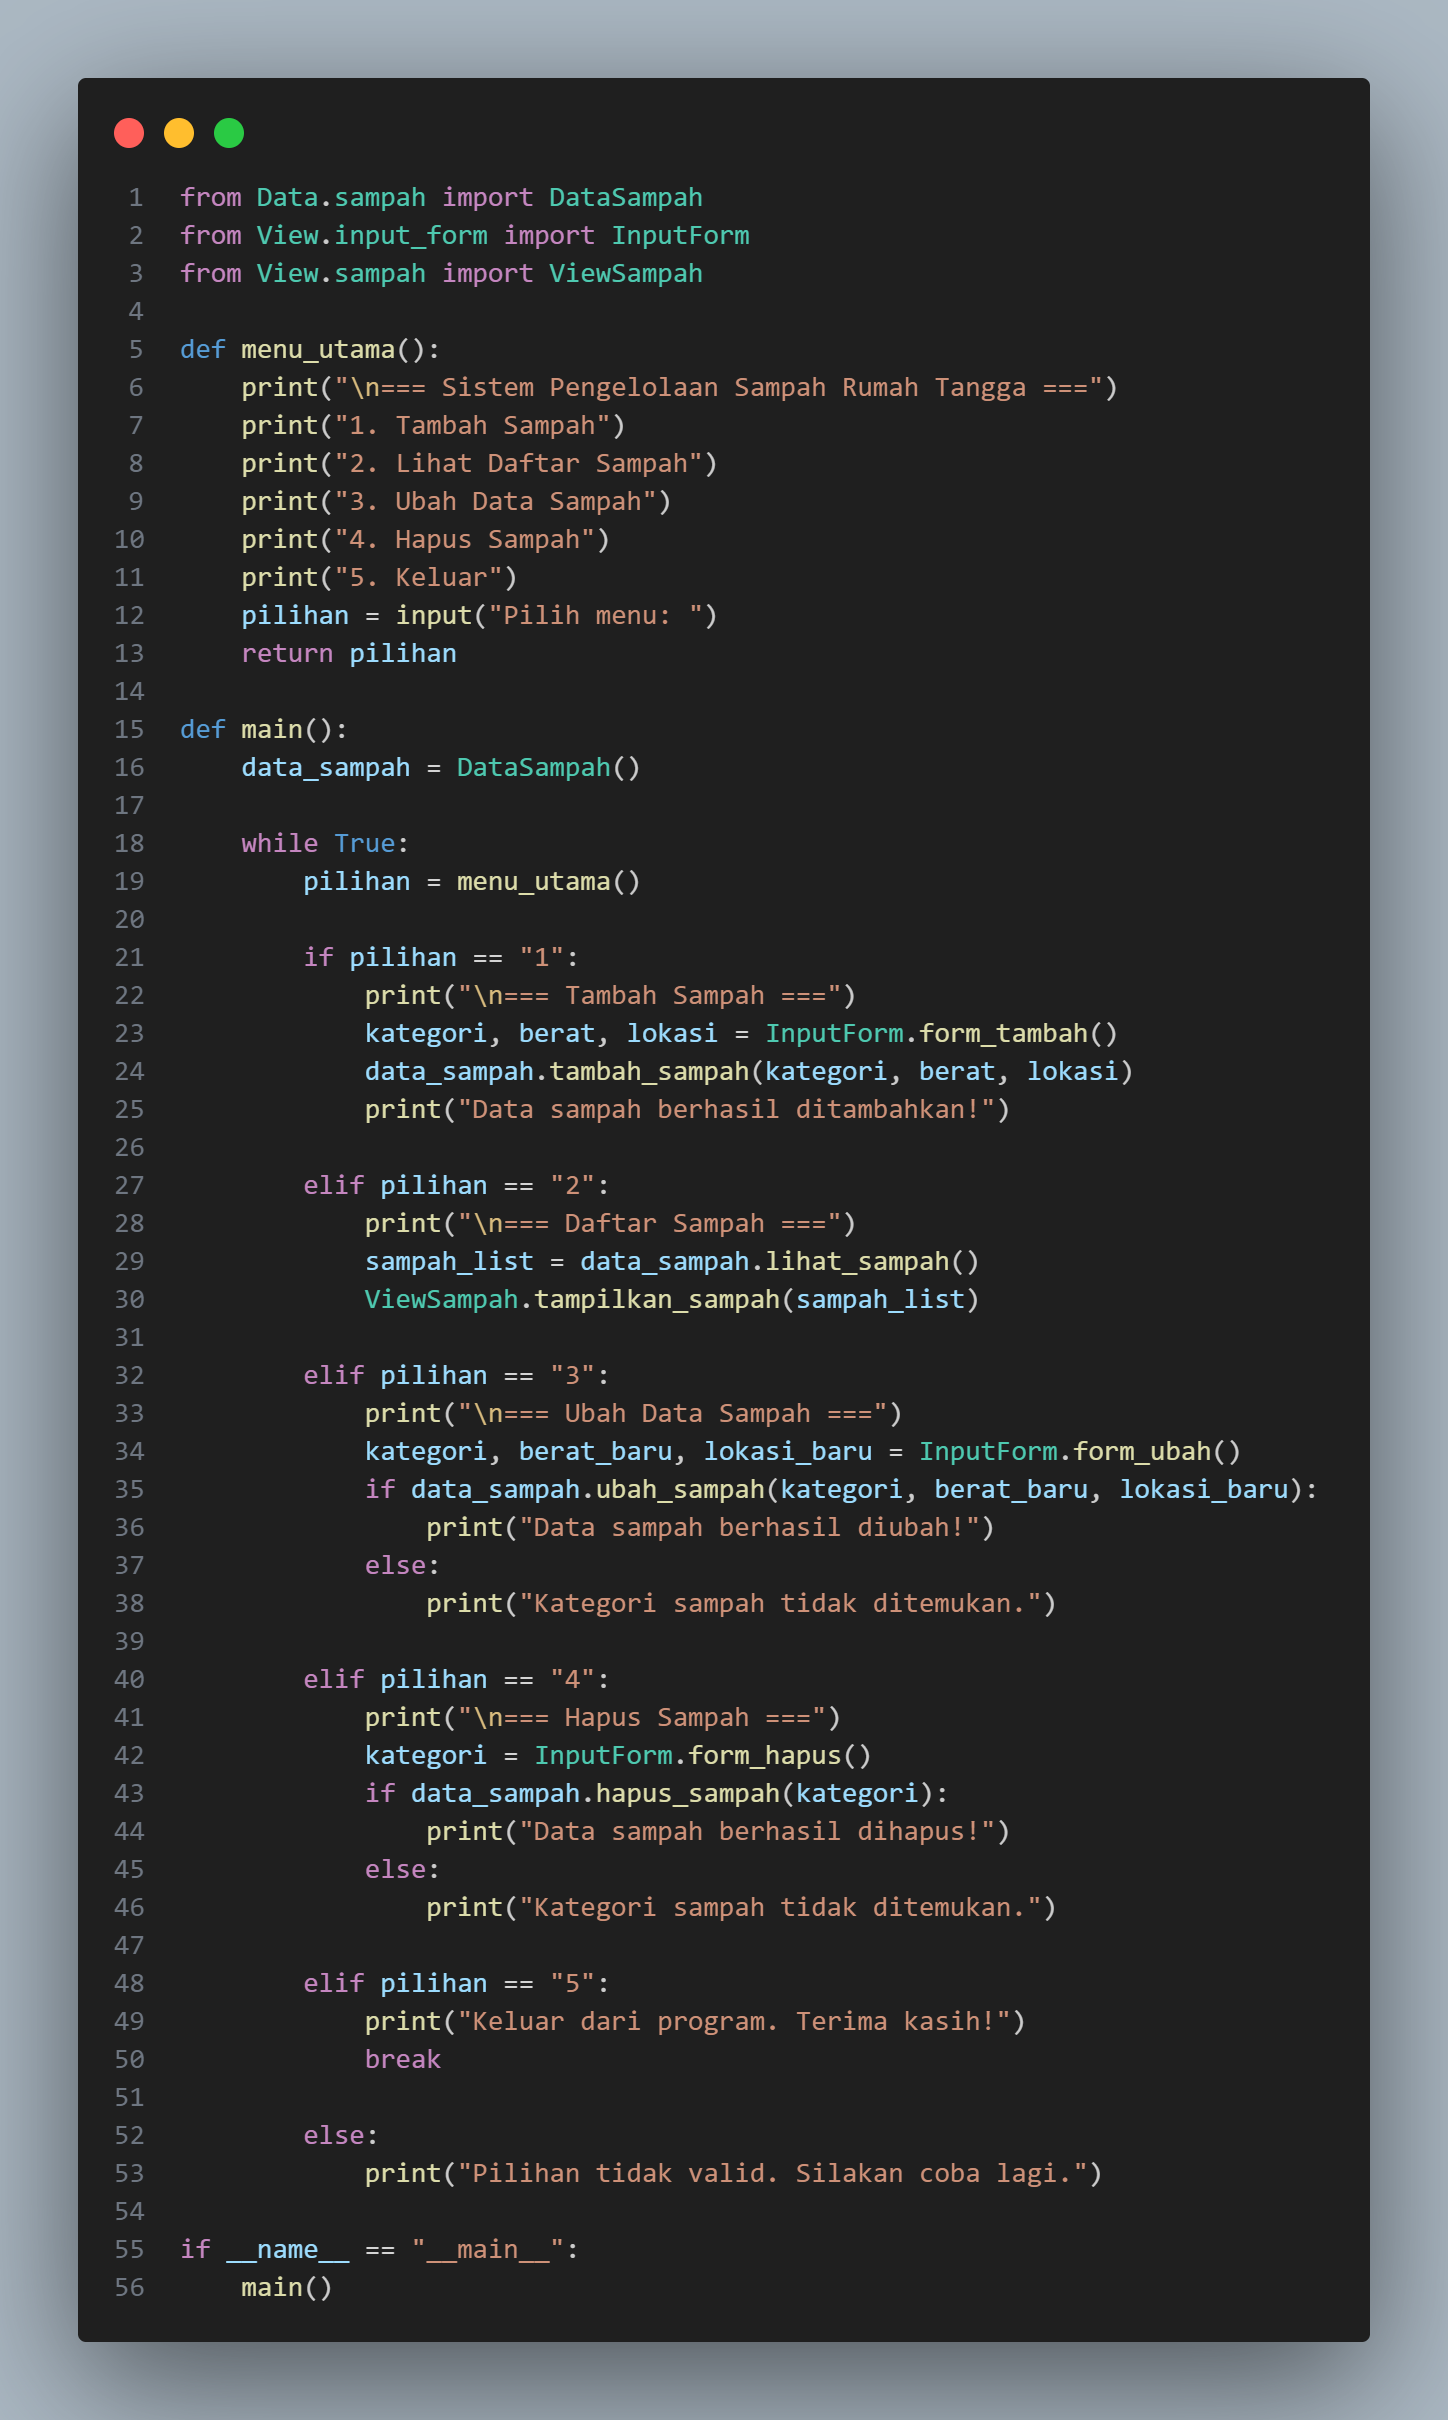 1 from Data.sampah import DataSampah
2 from View.input_form import InputForm
3 from View.sampah import ViewSampah
4
5 def menu_utama():
6     print("\n=== Sistem Pengelolaan Sampah Rumah Tangga ===")
7     print("1. Tambah Sampah")
8     print("2. Lihat Daftar Sampah")
9     print("3. Ubah Data Sampah")
10     print("4. Hapus Sampah")
11     print("5. Keluar")
12     pilihan = input("Pilih menu: ")
13     return pilihan
14
15 def main():
16     data_sampah = DataSampah()
17
18     while True:
19         pilihan = menu_utama()
20
21         if pilihan == "1":
22             print("\n=== Tambah Sampah ===")
23             kategori, berat, lokasi = InputForm.form_tambah()
24             data_sampah.tambah_sampah(kategori, berat, lokasi)
25             print("Data sampah berhasil ditambahkan!")
26
27         elif pilihan == "2":
28             print("\n=== Daftar Sampah ===")
29             sampah_list = data_sampah.lihat_sampah()
30             ViewSampah.tampilkan_sampah(sampah_list)
31
32         elif pilihan == "3":
33             print("\n=== Ubah Data Sampah ===")
34             kategori, berat_baru, lokasi_baru = InputForm.form_ubah()
35             if data_sampah.ubah_sampah(kategori, berat_baru, lokasi_baru):
36                 print("Data sampah berhasil diubah!")
37             else:
38                 print("Kategori sampah tidak ditemukan.")
39
40         elif pilihan == "4":
41             print("\n=== Hapus Sampah ===")
42             kategori = InputForm.form_hapus()
43             if data_sampah.hapus_sampah(kategori):
44                 print("Data sampah berhasil dihapus!")
45             else:
46                 print("Kategori sampah tidak ditemukan.")
47
48         elif pilihan == "5":
49             print("Keluar dari program. Terima kasih!")
50             break
51
52         else:
53             print("Pilihan tidak valid. Silakan coba lagi.")
54
55 if __name__ == "__main__":
56     main()